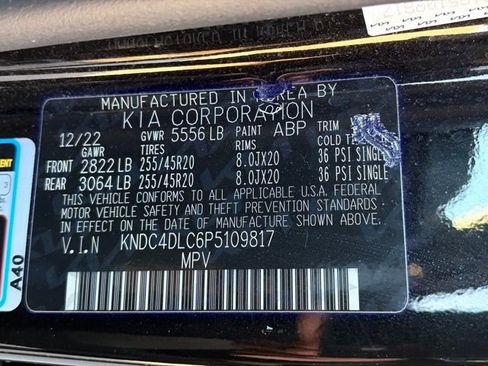 MANUFACTURED IN KOREA BY
KIA CORPORATION
12/22 GVWR 5556 LB PAINT ABP TRIM
GAWR TIRES RIMS COLD
FRONT 2822 LB 255/45R20 8.0JX20 36 PSI SINGLE
REAR 3064 LB 255/45R20 8.0JX20 36 PSI SINGLE
THIS VEHICLE CONFORMS TO ALL APPLICABLE U.S.A. FEDERAL
MOTOR VEHICLE SAFETY AND THEFT PREVENTION STANDARDS
IN EFFECT ON THE DATE OF MANUFACTURE SHOWN ABOVE.
V.I.N KNDC4DLC6P5109817
MPV
A40